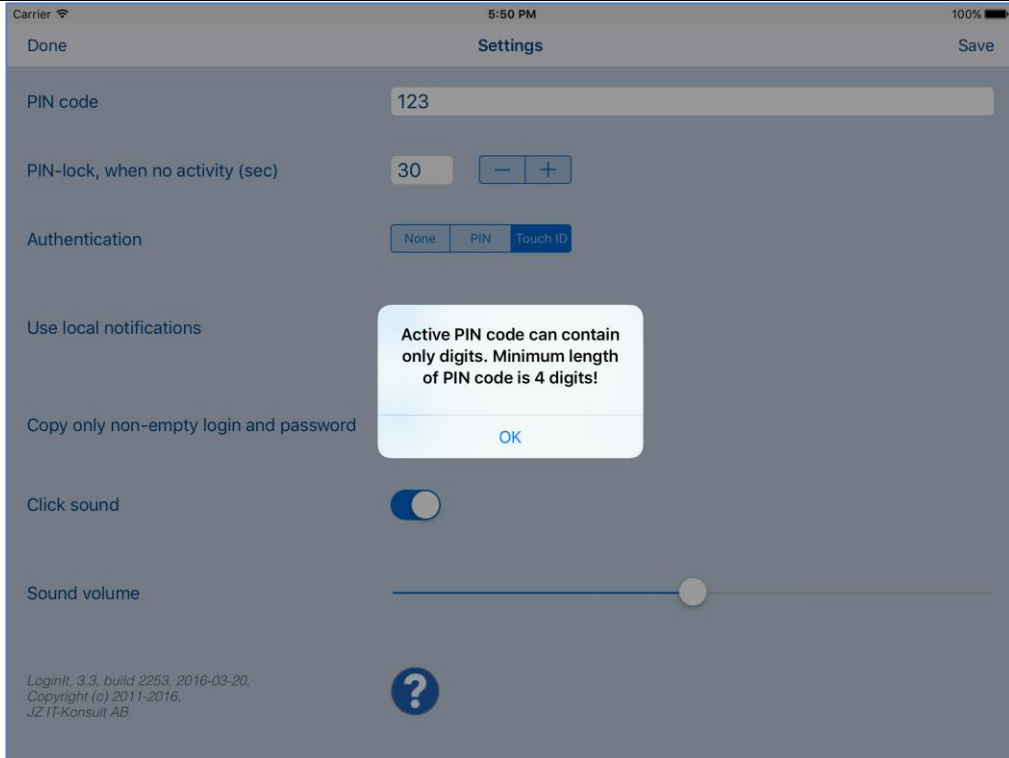 Carrier 5:50 PM 100%
Done Settings Save
PIN code 123
PIN-lock, when no activity (sec) 30 − +
Authentication None PIN Touch ID
Use local notifications
Active PIN code can contain
only digits. Minimum length
of PIN code is 4 digits!
Copy only non-empty login and password
OK
Click sound
Sound volume
LoginIt, 3.3, build 2253, 2016-03-20,
Copyright (c) 2011-2016,
JZ IT-Konsult AB
?